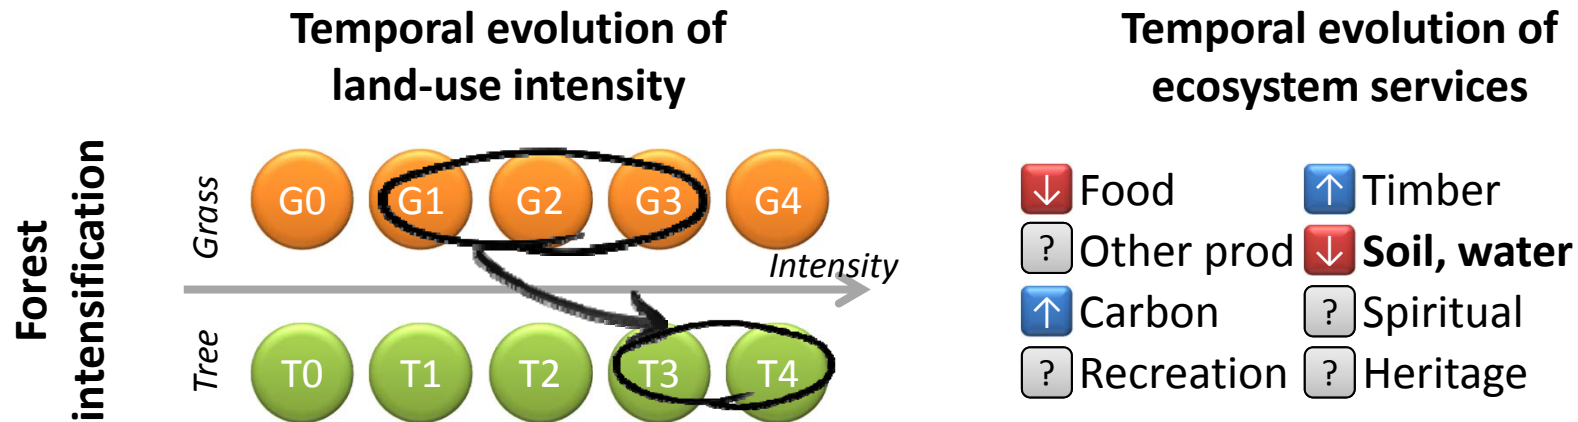 Temporal evolution of
land-use intensity
Temporal evolution of
ecosystem services
Forest
intensification
Grass
G0 G1 G2 G3 G4
Intensity
Tree
T0 T1 T2 T3 T4
↓ Food
↑ Timber
? Other prod
↓ Soil, water
↑ Carbon
? Spiritual
? Recreation
? Heritage